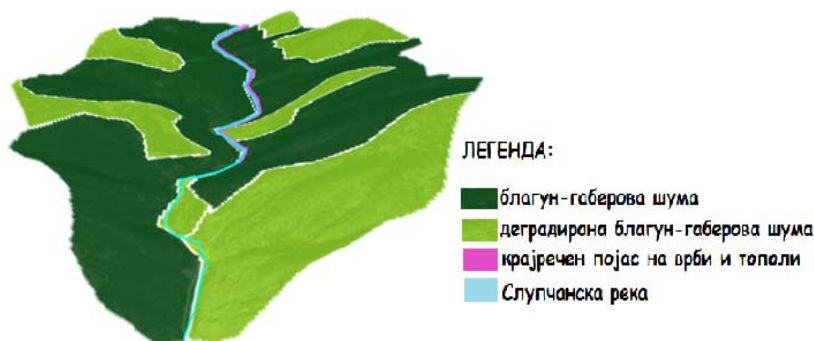 ЛЕГЕНДА:
благун-габерова шума
деградирана благун-габерова шума
крајречен појас на врби и тополи
Слупчанска река